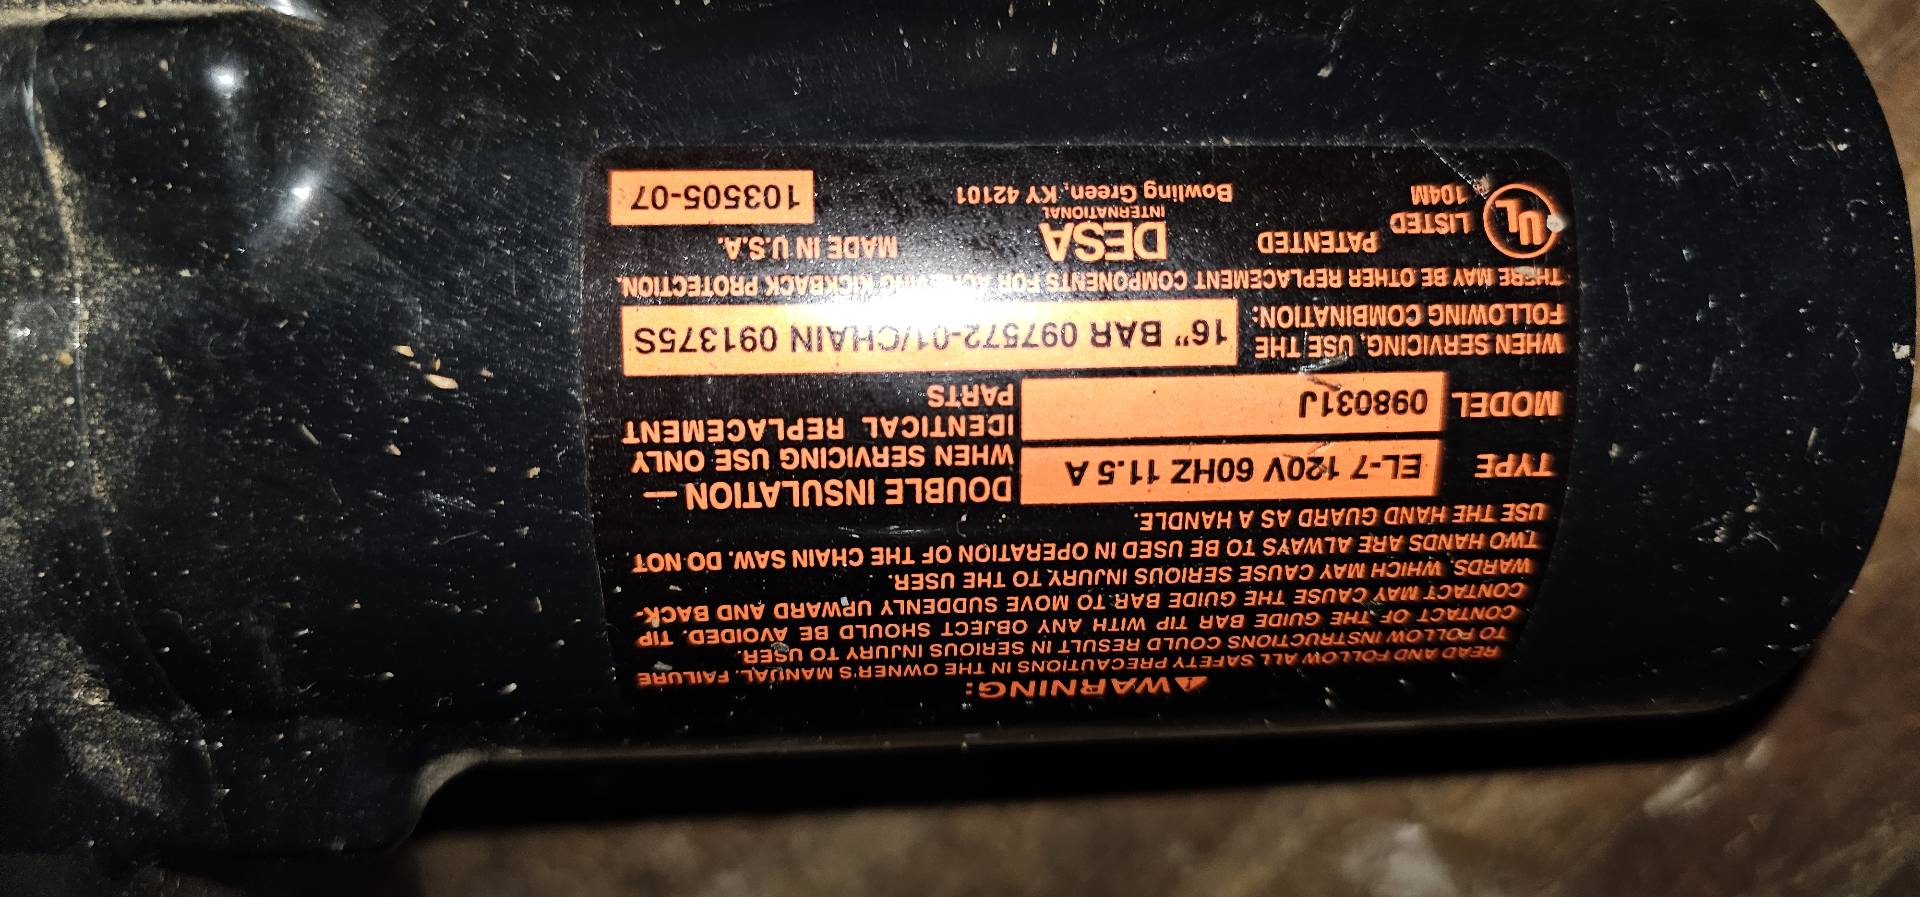 ⚠WARNING:
READ AND FOLLOW ALL SAFETY PRECAUTIONS IN THE OWNER'S MANUAL. FAILURE
TO FOLLOW INSTRUCTIONS COULD RESULT IN SERIOUS INJURY TO USER.
CONTACT OF THE GUIDE BAR TIP WITH ANY OBJECT SHOULD BE AVOIDED. TIP
CONTACT MAY CAUSE THE GUIDE BAR TO MOVE SUDDENLY UPWARD AND BACK-
WARDS, WHICH MAY CAUSE SERIOUS INJURY TO THE USER.
TWO HANDS ARE ALWAYS TO BE USED IN OPERATION OF THE CHAIN SAW. DO NOT
USE THE HAND GUARD AS A HANDLE.
TYPE EL-7 120V 60HZ 11.5 A
MODEL 098031J
DOUBLE INSULATION —
WHEN SERVICING USE ONLY
IDENTICAL REPLACEMENT
PARTS
WHEN SERVICING, USE THE
FOLLOWING COMBINATION:
16" BAR 097572-01/CHAIN 091375S
THERE MAY BE OTHER REPLACEMENT COMPONENTS FOR KICKBACK PROTECTION.
UL LISTED
104M
PATENTED
DESA
INTERNATIONAL
Bowling Green, KY 42101
MADE IN U.S.A.
103505-07